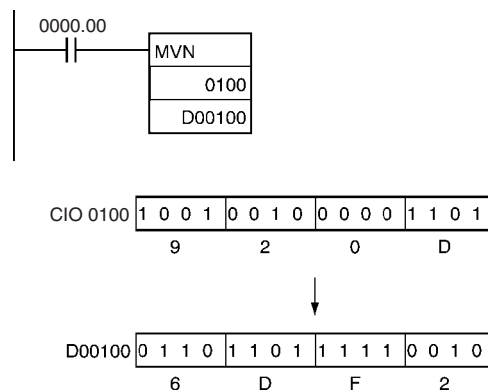 0000.00
MVN
0100
D00100
CIO 0100 1 0 0 1 0 0 1 0 0 0 0 0 1 1 0 1
9 2 0 D
D00100 0 1 1 0 1 1 0 1 1 1 1 1 0 0 1 0
6 D F 2